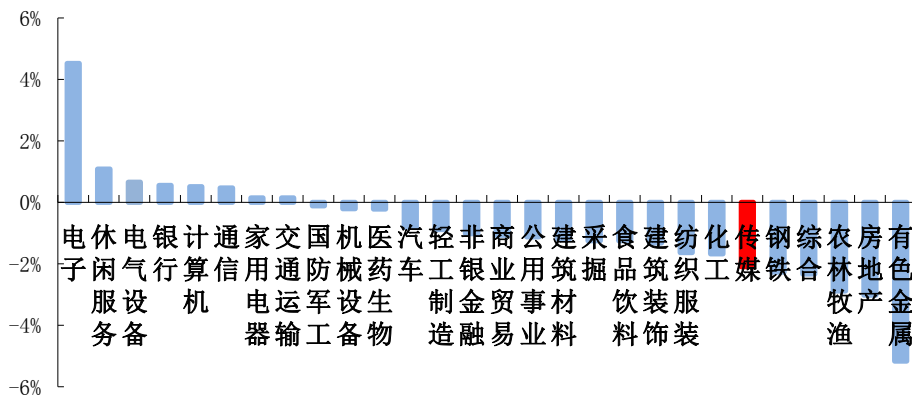 6%
4%
2%
0%
-2%
-4%
-6%
电子
休闲服务
电气设备
银行
计算机
通信
家用电器
交通运输
国防军工
机械设备
医药生物
汽车
轻工制造
非银金融
商业贸易
公用事业
建筑材料
采掘
食品饮料
建筑装饰
纺织服装
化工
传媒
钢铁
综合
农林牧渔
房地产
有色金属